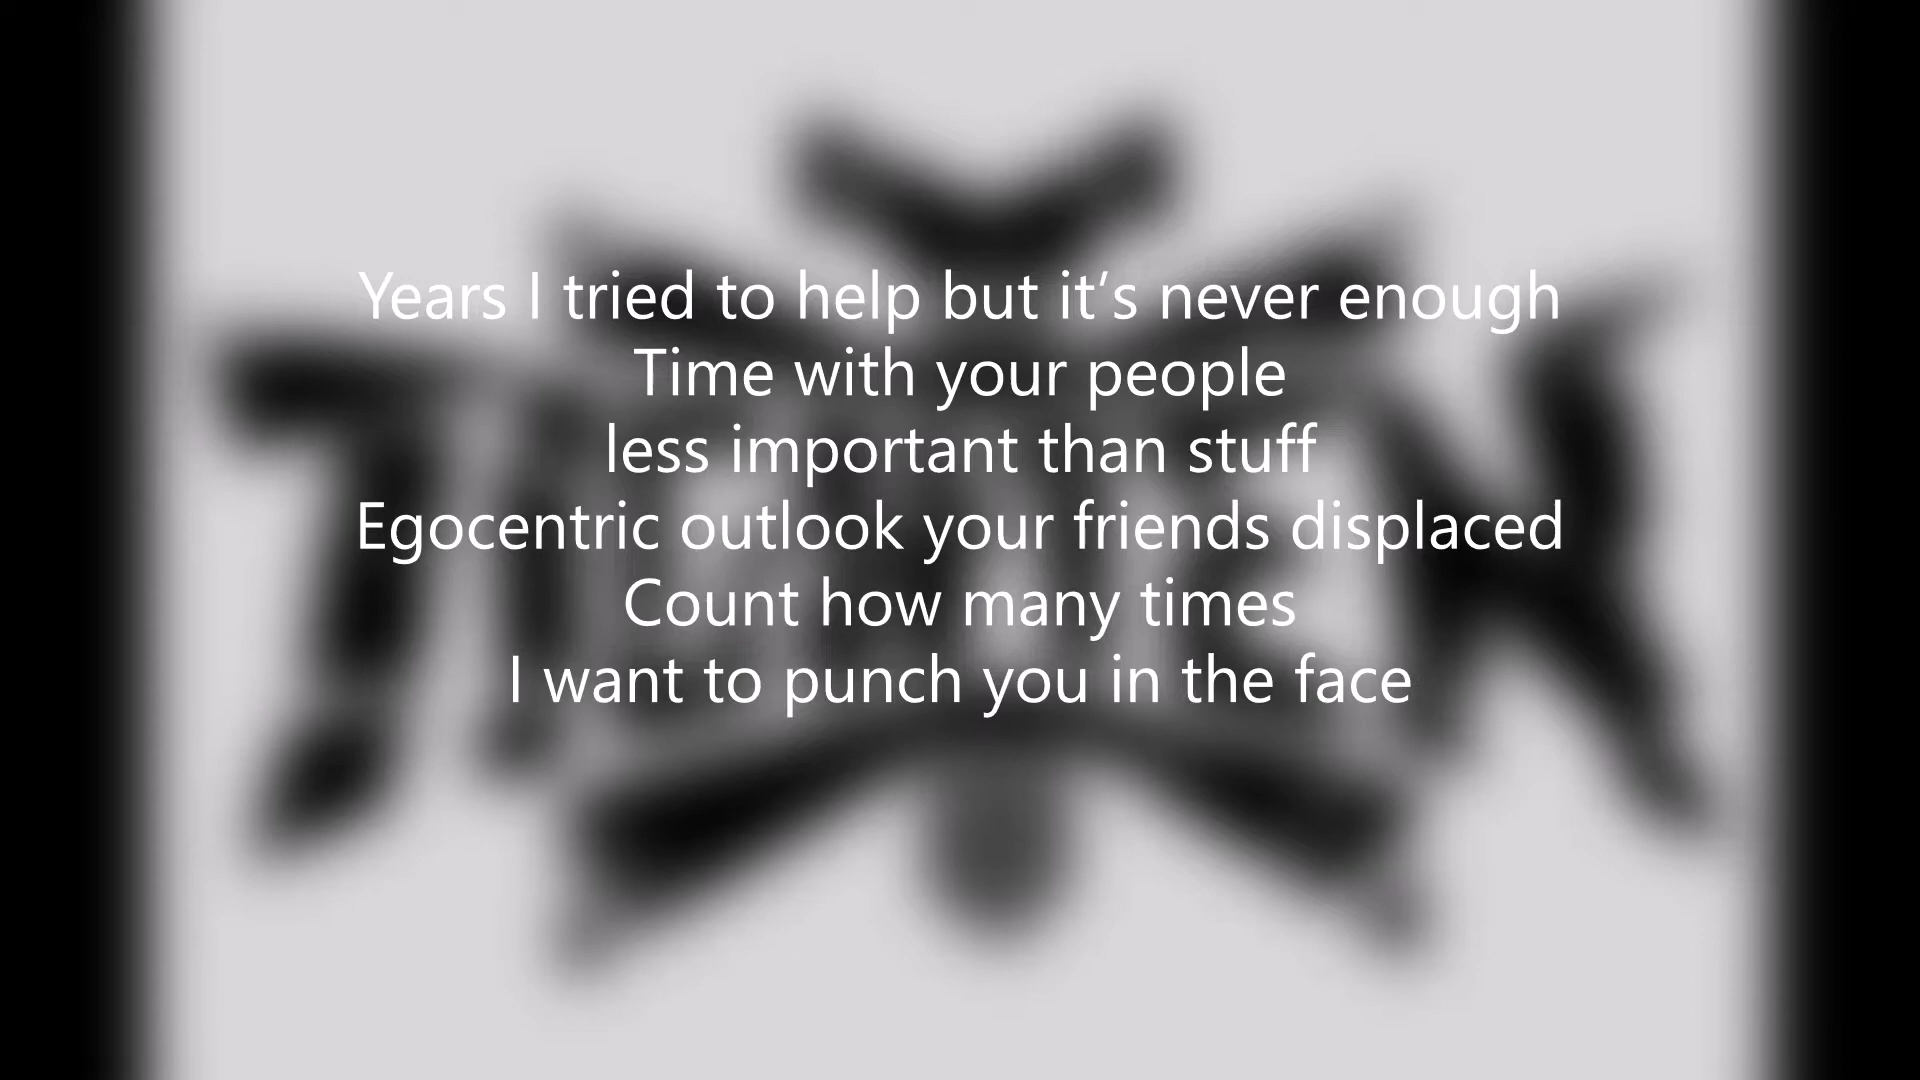 Years I tried to help but it’s never enough
Time with your people
less important than stuff
Egocentric outlook your friends displaced
Count how many times
I want to punch you in the face